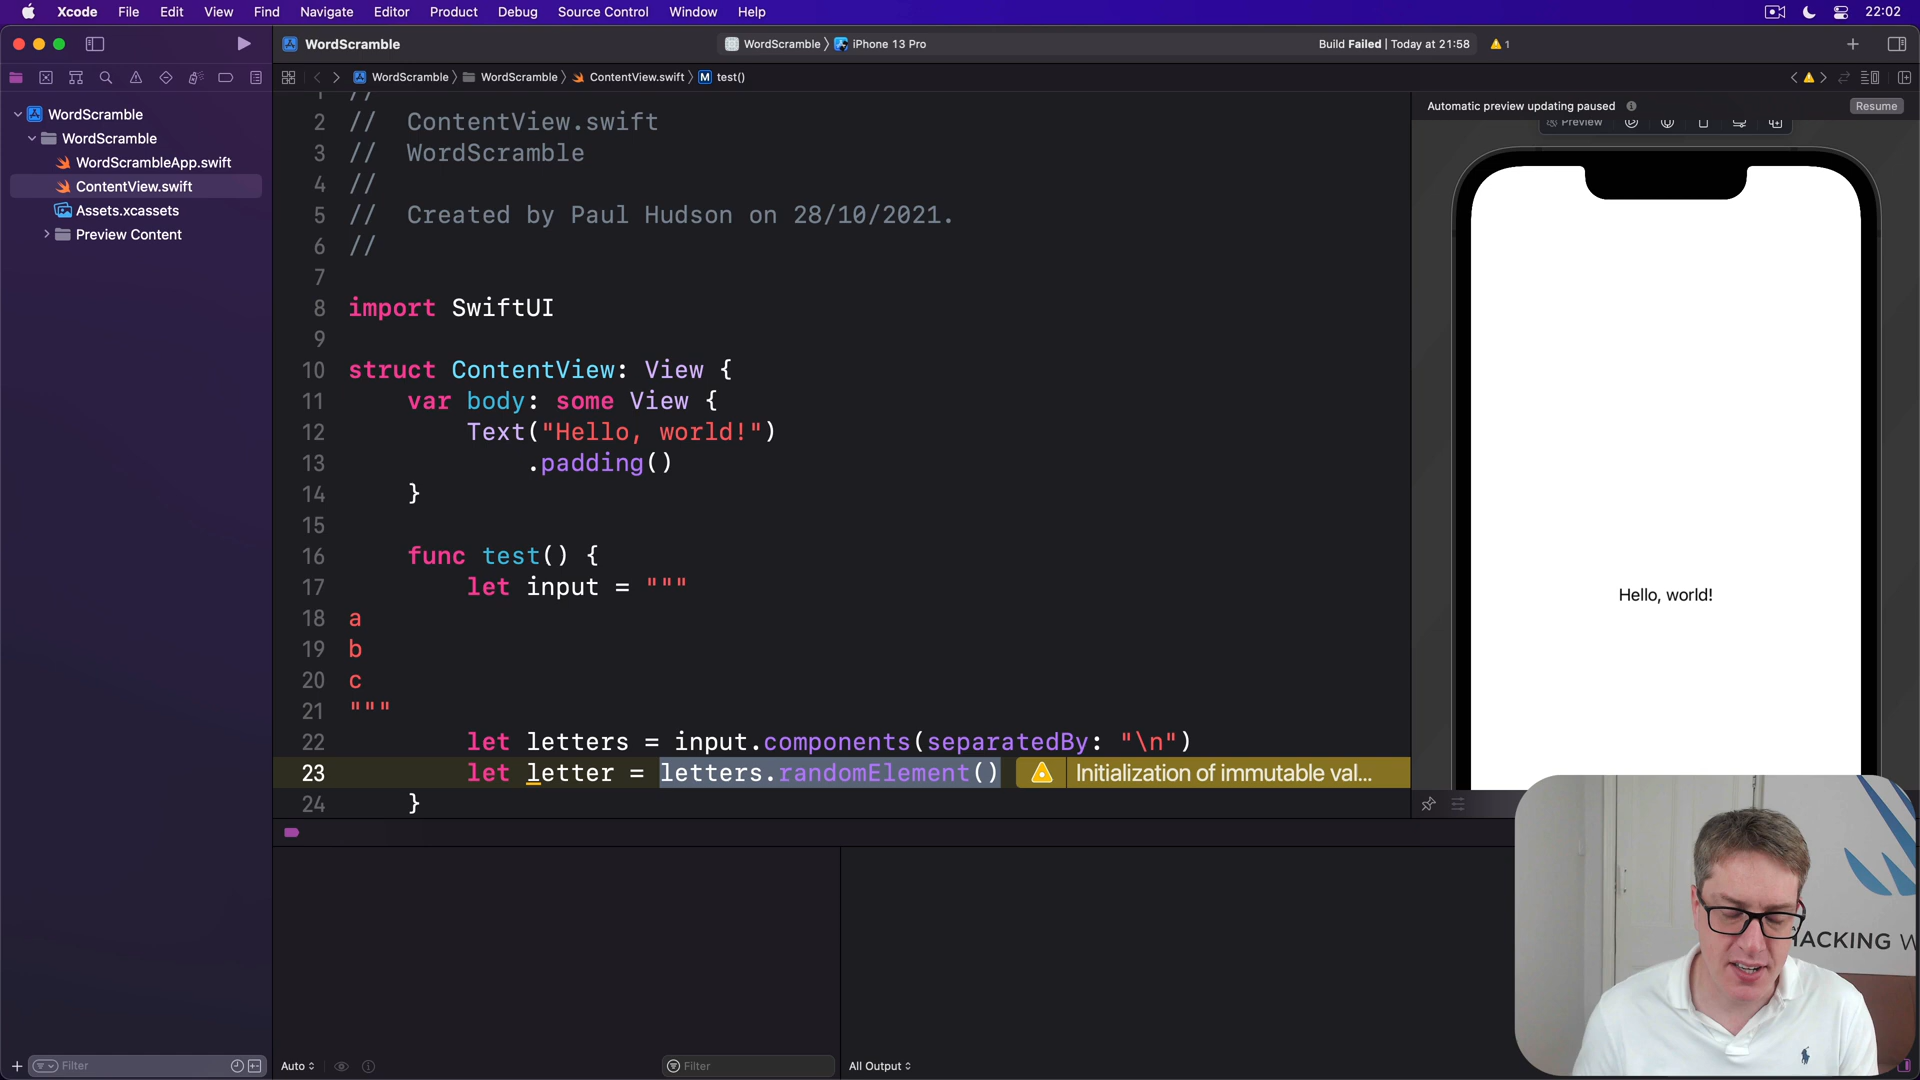 Xcode File Edit View Find Navigate Editor Product Debug Source Control Window Help 22:02
WordScramble
WordScramble iPhone 13 Pro
Build Failed | Today at 21:58 1
WordScramble WordScramble ContentView.swift M test()
WordScramble
WordScramble
WordScrambleApp.swift
ContentView.swift
Assets.xcassets
Preview Content
1 //
2 // ContentView.swift
3 // WordScramble
4 //
5 // Created by Paul Hudson on 28/10/2021.
6 //
7
8 import SwiftUI
9
10 struct ContentView: View {
11 var body: some View {
12 Text("Hello, world!")
13 .padding()
14 }
15
16 func test() {
17 let input = """
18 a
19 b
20 c
21 """
22 let letters = input.components(separatedBy: "\n")
23 let letter = letters.randomElement() Initialization of immutable val...
24 }
Automatic preview updating paused Resume
Preview
Hello, world!
HACKING W
Filter
Auto
Filter
All Output